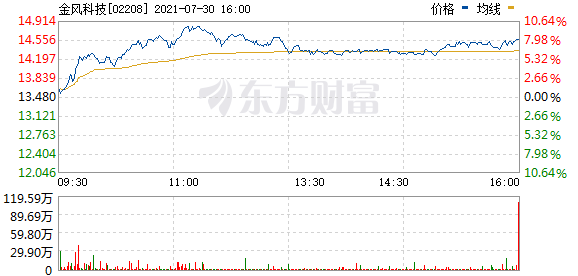 金风科技[02208] 2021-07-30 16:00 价格 均线
14.914 10.64%
14.556 7.98%
14.197 5.32%
13.839 2.66%
13.480 0.00%
13.121 2.66%
12.763 5.32%
12.404 7.98%
12.046 10.64%
东方财富
09:30 11:00 13:30 14:30 16:00
119.59万
89.69万
59.80万
29.90万
0